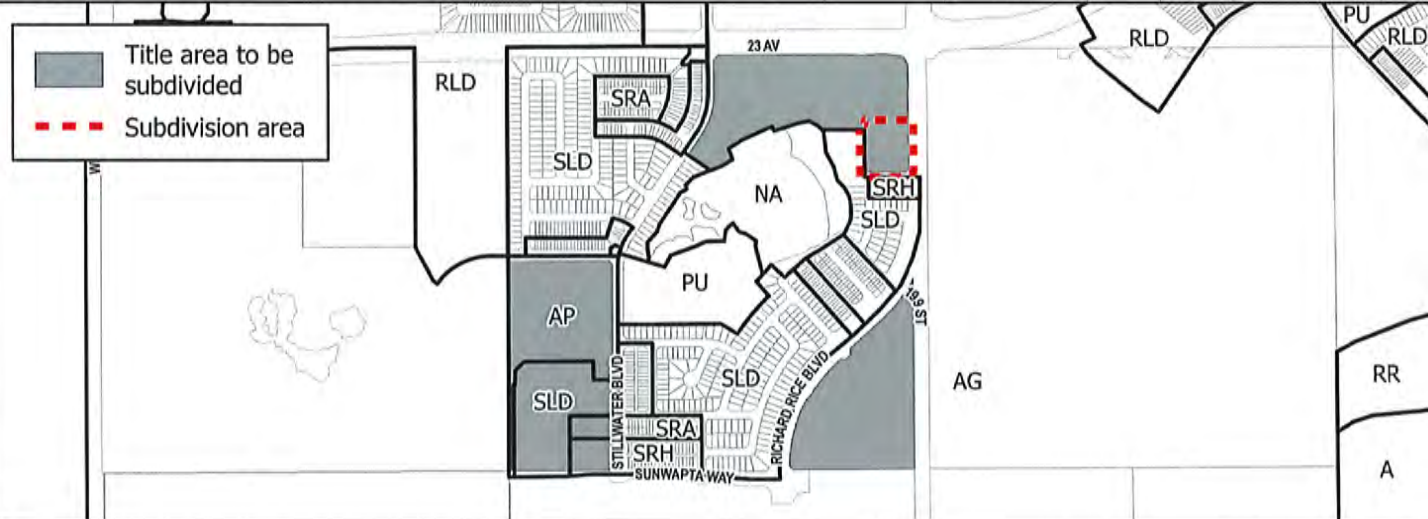 Title area to be
subdivided
Subdivision area
W
RLD
23 AV
RLD
PU
RLD
SRA
SLD
NA
SRH
SLD
PU
AP
199 ST
SLD
STILLWATER BLVD
SLD
RICHARD RICE BLVD
AG
RR
SRA
SRH
SUNWAPTA WAY
A